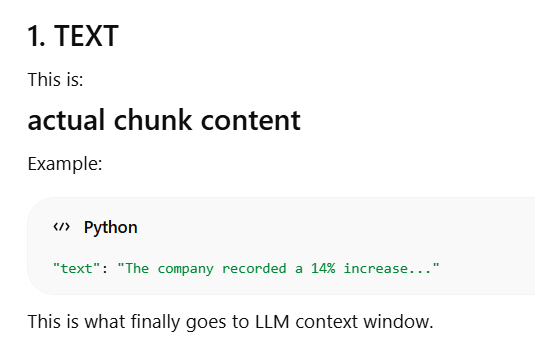 1. TEXT
This is:
actual chunk content
Example:
</> Python
"text": "The company recorded a 14% increase..."
This is what finally goes to LLM context window.